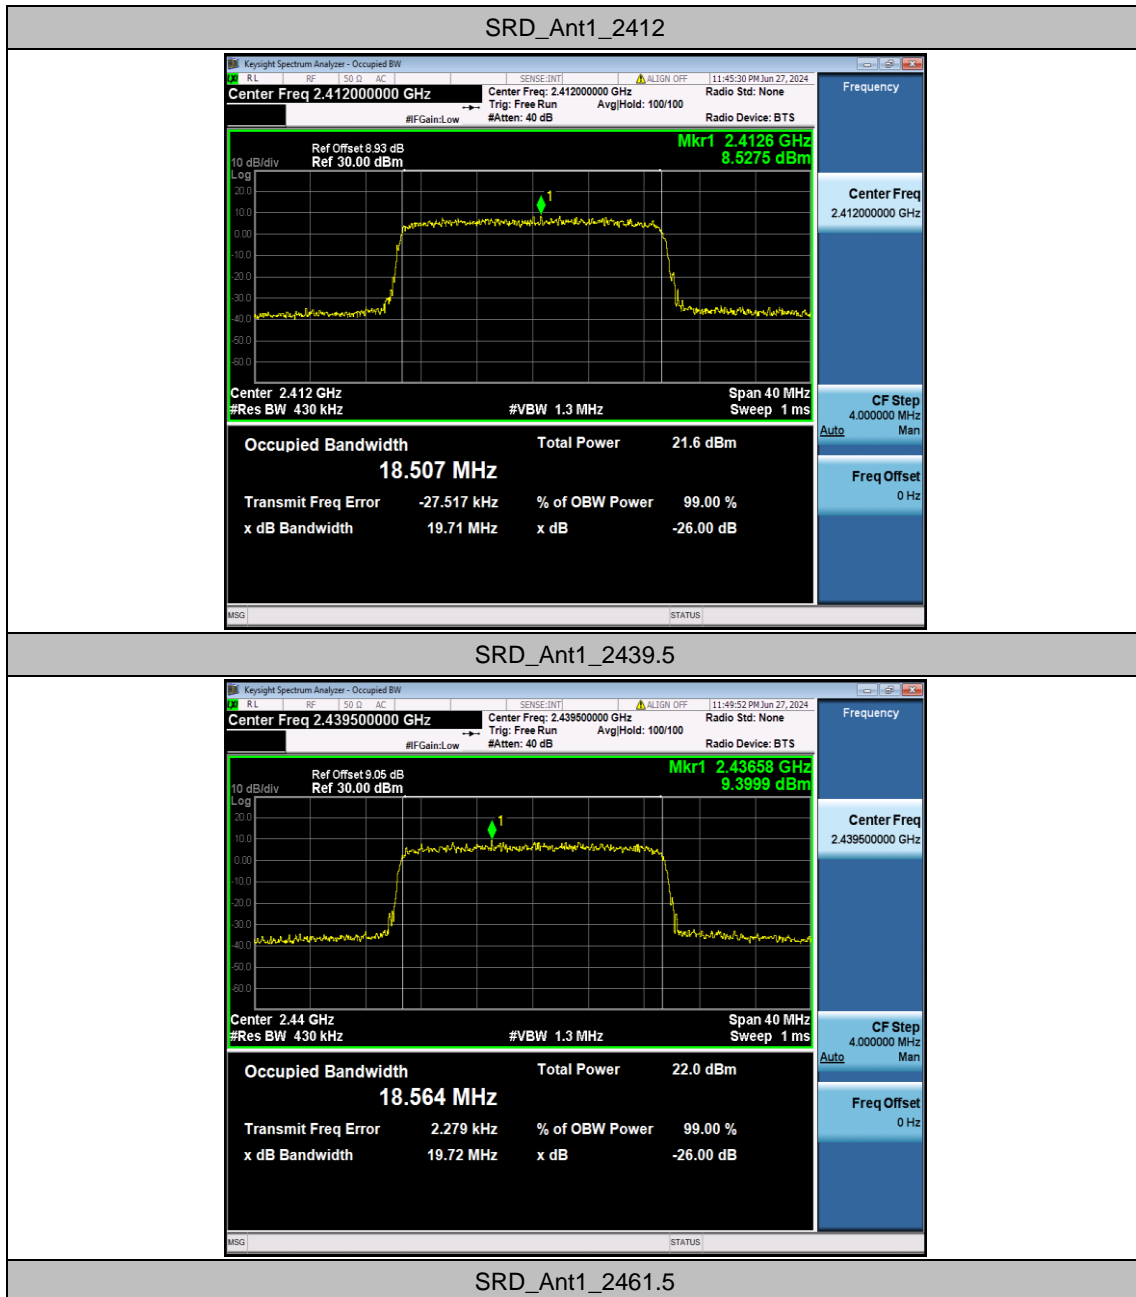 SRD_Ant1_2412
Keysight Spectrum Analyzer - Occupied BW
RL RF 50 Ω AC SENSE:INT ALIGN OFF 11:45:30 PM Jun 27, 2024
Center Freq 2.412000000 GHz Center Freq: 2.412000000 GHz Radio Std: None
Trig: Free Run Avg|Hold: 100/100
#IFGain:Low #Atten: 40 dB Radio Device: BTS
Frequency
Mkr1 2.4126 GHz
8.5275 dBm
Ref Offset 8.93 dB
10 dB/div Ref 30.00 dBm
Log
20.0
10.0
0.00
-10.0
-20.0
-30.0
-40.0
-50.0
-60.0
1
Center 2.412 GHz Span 40 MHz
#Res BW 430 kHz #VBW 1.3 MHz Sweep 1 ms
Center Freq
2.412000000 GHz
CF Step
4.000000 MHz
Auto Man
Freq Offset
0 Hz
Occupied Bandwidth Total Power 21.6 dBm
18.507 MHz
Transmit Freq Error -27.517 kHz % of OBW Power 99.00 %
x dB Bandwidth 19.71 MHz x dB -26.00 dB
MSG STATUS
SRD_Ant1_2439.5
Keysight Spectrum Analyzer - Occupied BW
RL RF 50 Ω AC SENSE:INT ALIGN OFF 11:49:52 PM Jun 27, 2024
Center Freq 2.439500000 GHz Center Freq: 2.439500000 GHz Radio Std: None
Trig: Free Run Avg|Hold: 100/100
#IFGain:Low #Atten: 40 dB Radio Device: BTS
Frequency
Mkr1 2.43658 GHz
9.3999 dBm
Ref Offset 9.05 dB
10 dB/div Ref 30.00 dBm
Log
20.0
10.0
0.00
-10.0
-20.0
-30.0
-40.0
-50.0
-60.0
1
Center 2.44 GHz Span 40 MHz
#Res BW 430 kHz #VBW 1.3 MHz Sweep 1 ms
Center Freq
2.439500000 GHz
CF Step
4.000000 MHz
Auto Man
Freq Offset
0 Hz
Occupied Bandwidth Total Power 22.0 dBm
18.564 MHz
Transmit Freq Error 2.279 kHz % of OBW Power 99.00 %
x dB Bandwidth 19.72 MHz x dB -26.00 dB
MSG STATUS
SRD_Ant1_2461.5